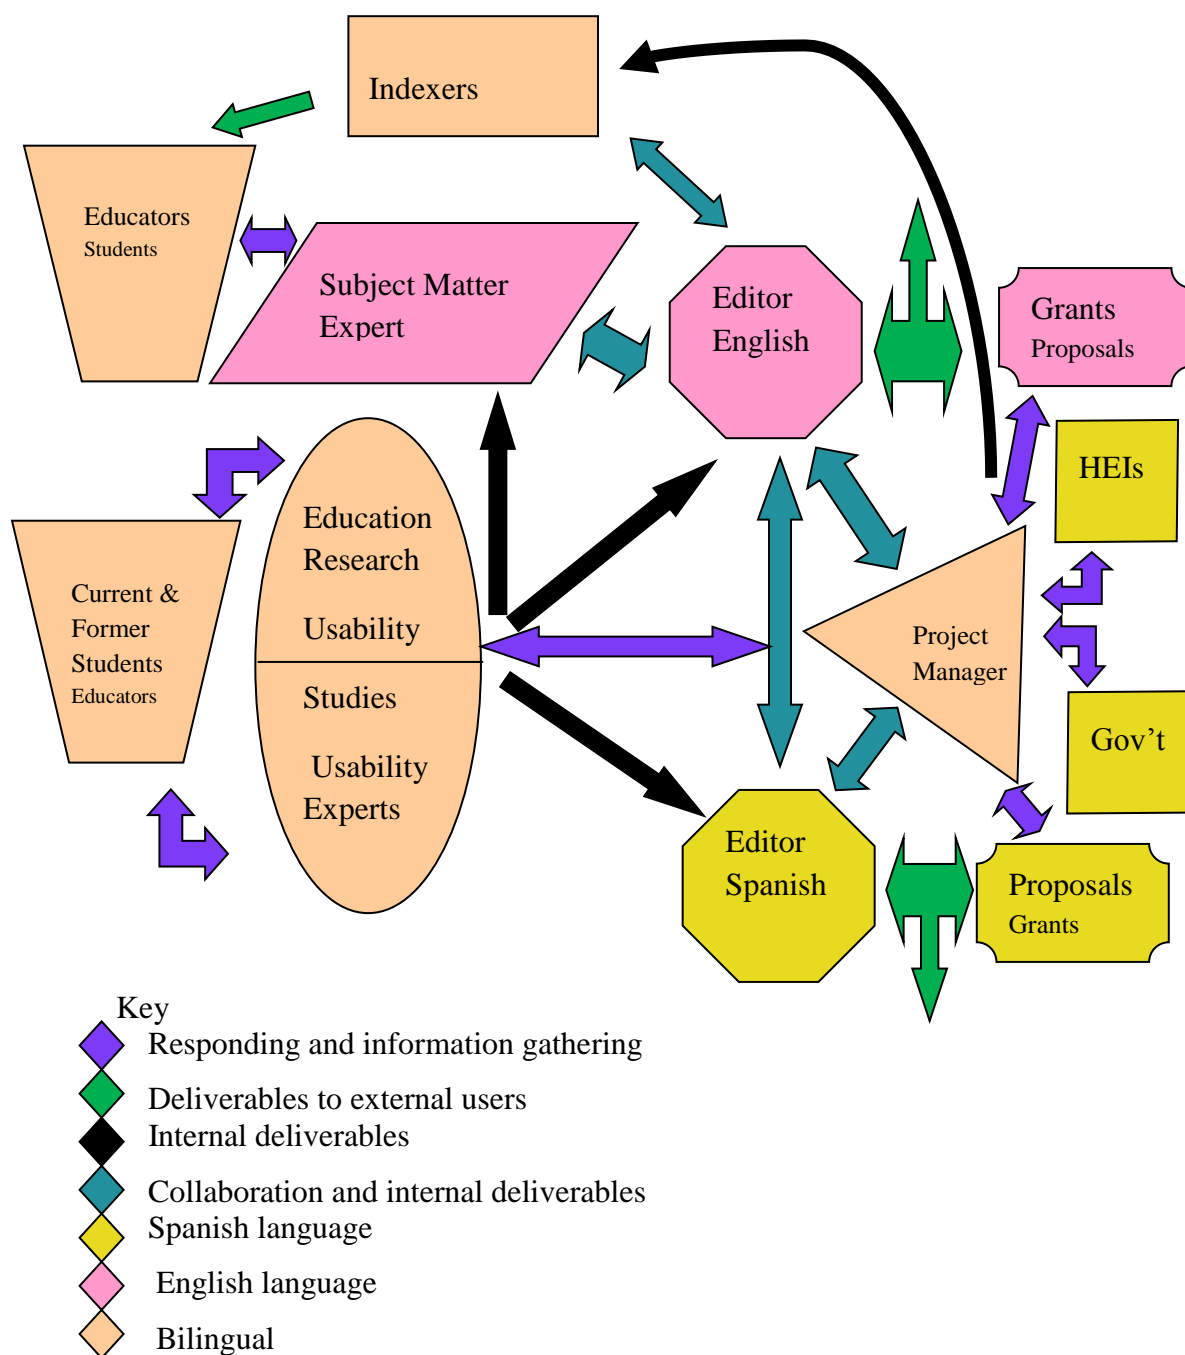 Indexers
Educators
Students
Subject Matter
Expert
Editor
English
Grants
Proposals
HEIs
Education
Research
Usability
Studies
Usability
Experts
Current &
Former
Students
Educators
Project
Manager
Gov’t
Editor
Spanish
Proposals
Grants
Key
Responding and information gathering
Deliverables to external users
Internal deliverables
Collaboration and internal deliverables
Spanish language
English language
Bilingual